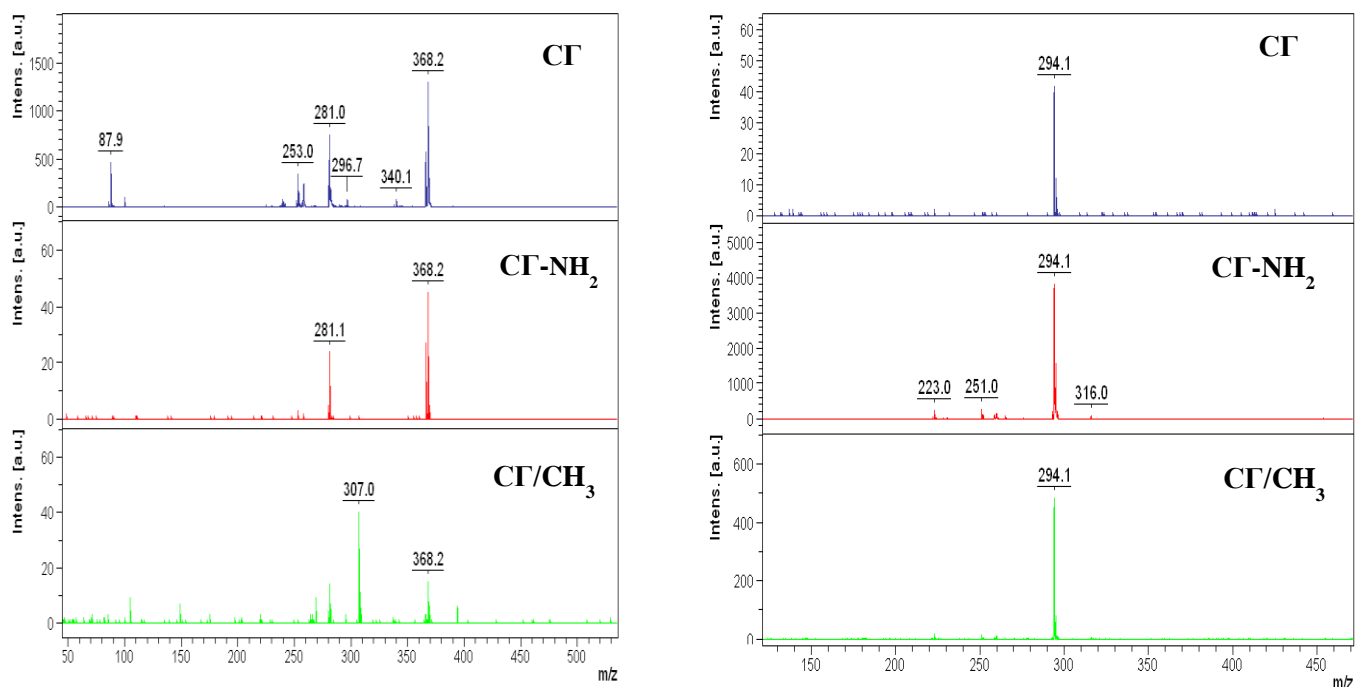 Intens. [a.u.]
1500
1000
500
0
СГ
87.9
253.0
281.0
296.7
340.1
368.2
Intens. [a.u.]
60
40
20
0
СГ-NH₂
281.1
368.2
Intens. [a.u.]
60
40
20
0
СГ/CH₃
307.0
368.2
50 100 150 200 250 300 350 400 450 500
m/z
Intens. [a.u.]
60
50
40
30
20
10
0
СГ
294.1
Intens. [a.u.]
5000
4000
3000
2000
1000
0
СГ-NH₂
223.0
251.0
294.1
316.0
Intens. [a.u.]
600
400
200
0
СГ/CH₃
294.1
150 200 250 300 350 400 450
m/z